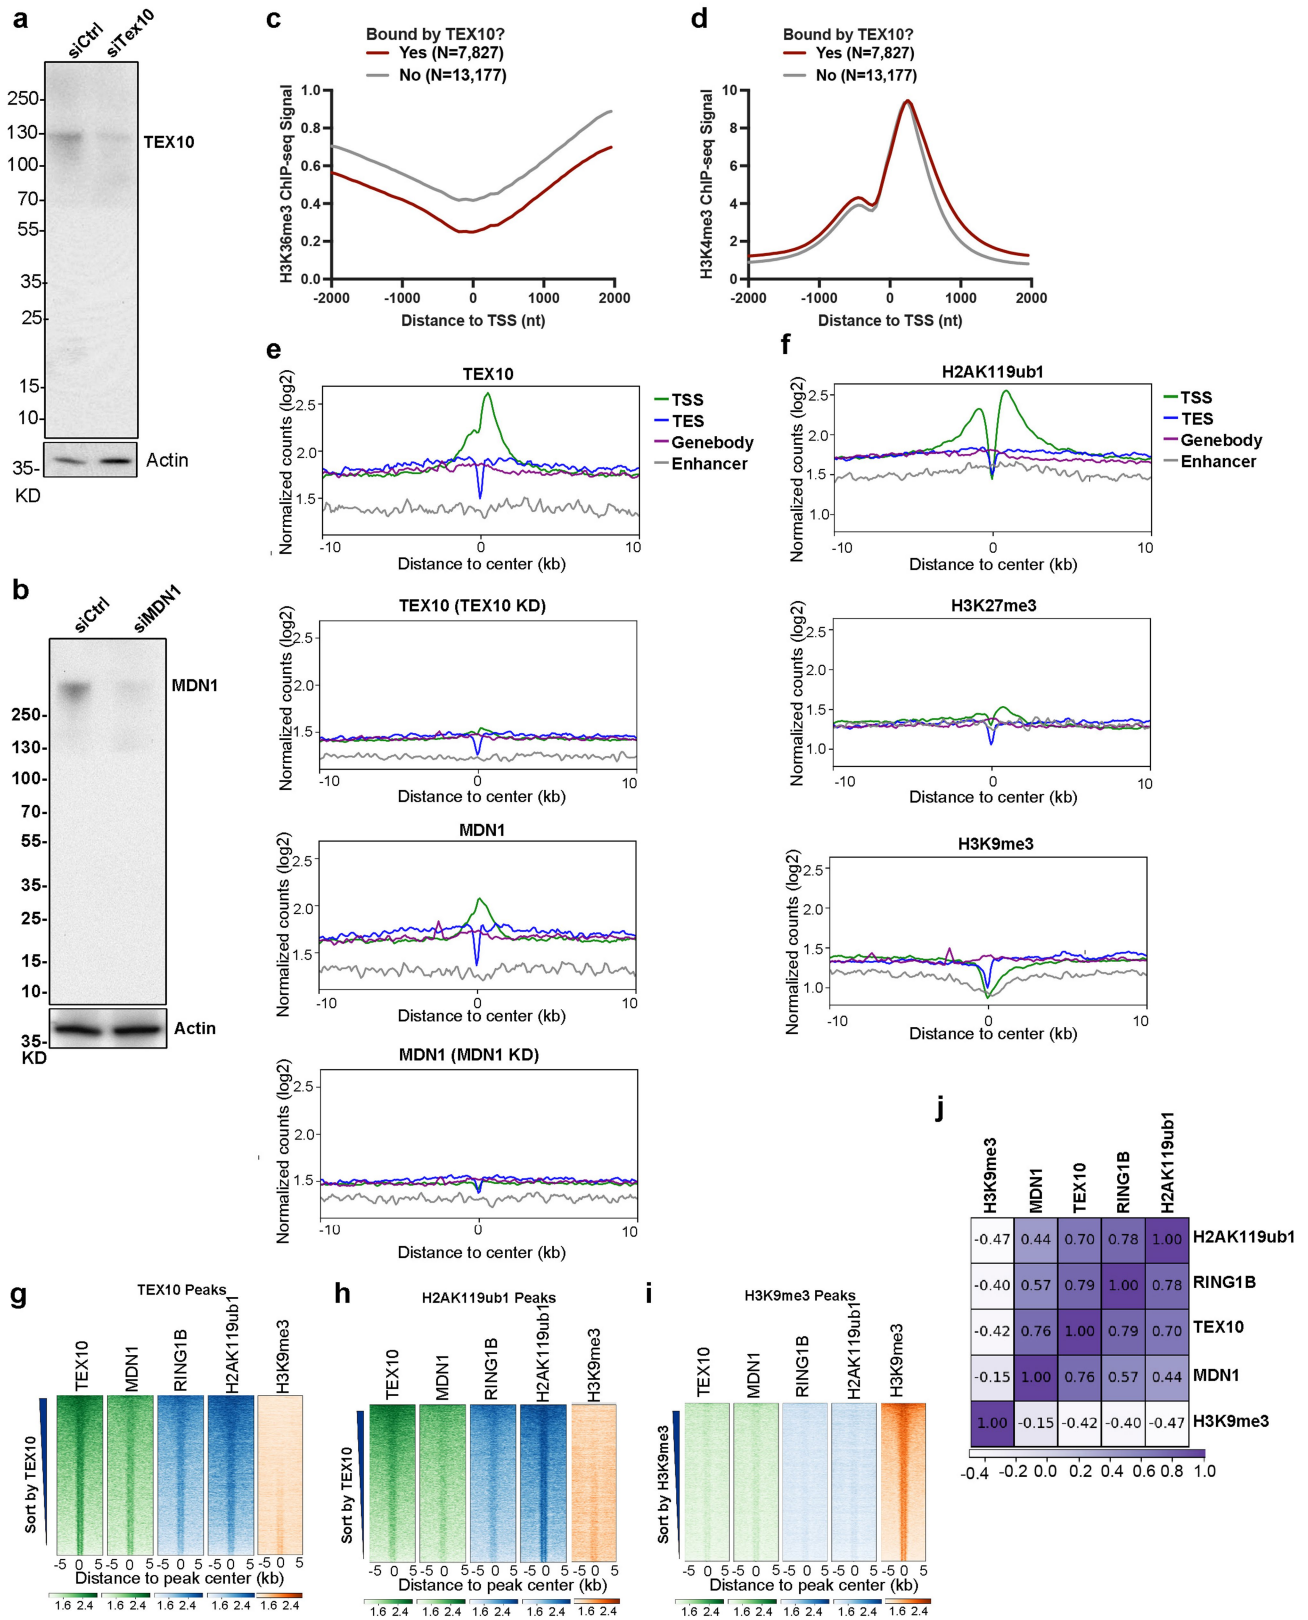 a
siCtrl
siTex10
250-
130-
100-
70-
55-
35-
25-
15-
10-
35-
KD
TEX10
Actin
b
siCtrl
siMDN1
250-
130-
100-
70-
55-
35-
25-
15-
10-
35-
KD
MDN1
Actin
c
Bound by TEX10?
Yes (N=7,827)
No (N=13,177)
H3K36me3 ChIP-seq Signal
1.0
0.8
0.6
0.4
0.2
0.0
-2000 -1000 0 1000 2000
Distance to TSS (nt)
d
Bound by TEX10?
Yes (N=7,827)
No (N=13,177)
H3K4me3 ChIP-seq Signal
10
8
6
4
2
0
-2000 -1000 0 1000 2000
Distance to TSS (nt)
e
TEX10
Normalized counts (log2)
2.5
2.0
1.5
-10 0 10
Distance to center (kb)
TSS
TES
Genebody
Enhancer
TEX10 (TEX10 KD)
Normalized counts (log2)
2.5
2.0
1.5
-10 0 10
Distance to center (kb)
MDN1
Normalized counts (log2)
2.5
2.0
1.5
-10 0 10
Distance to center (kb)
MDN1 (MDN1 KD)
Normalized counts (log2)
2.5
2.0
1.5
-10 0 10
Distance to center (kb)
f
H2AK119ub1
Normalized counts (log2)
2.5
2.0
1.5
1.0
-10 0 10
Distance to center (kb)
TSS
TES
Genebody
Enhancer
H3K27me3
Normalized counts (log2)
2.5
2.0
1.5
1.0
-10 0 10
Distance to center (kb)
H3K9me3
Normalized counts (log2)
2.5
2.0
1.5
1.0
-10 0 10
Distance to center (kb)
g
TEX10 Peaks
TEX10 MDN1 RING1B H2AK119ub1 H3K9me3
Sort by TEX10
-5 0 5 -5 0 5 -5 0 5 -5 0 5 -5 0 5
Distance to peak center (kb)
1.6 2.4 1.6 2.4 1.6 2.4 1.6 2.4 1.6 2.4
h
H2AK119ub1 Peaks
TEX10 MDN1 RING1B H2AK119ub1 H3K9me3
Sort by TEX10
-5 0 5 -5 0 5 -5 0 5 -5 0 5 -5 0 5
Distance to peak center (kb)
1.6 2.4 1.6 2.4 1.6 2.4 1.6 2.4 1.6 2.4
i
H3K9me3 Peaks
TEX10 MDN1 RING1B H2AK119ub1 H3K9me3
Sort by H3K9me3
-5 0 5 -5 0 5 -5 0 5 -5 0 5 -5 0 5
Distance to peak center (kb)
1.6 2.4 1.6 2.4 1.6 2.4 1.6 2.4 1.6 2.4
j
H3K9me3 MDN1 TEX10 RING1B H2AK119ub1
-0.47 0.44 0.70 0.78 1.00 H2AK119ub1
-0.40 0.57 0.79 1.00 0.78 RING1B
-0.42 0.76 1.00 0.79 0.70 TEX10
-0.15 1.00 0.76 0.57 0.44 MDN1
1.00 -0.15 -0.42 -0.40 -0.47 H3K9me3
-0.4 -0.2 0.0 0.2 0.4 0.6 0.8 1.0